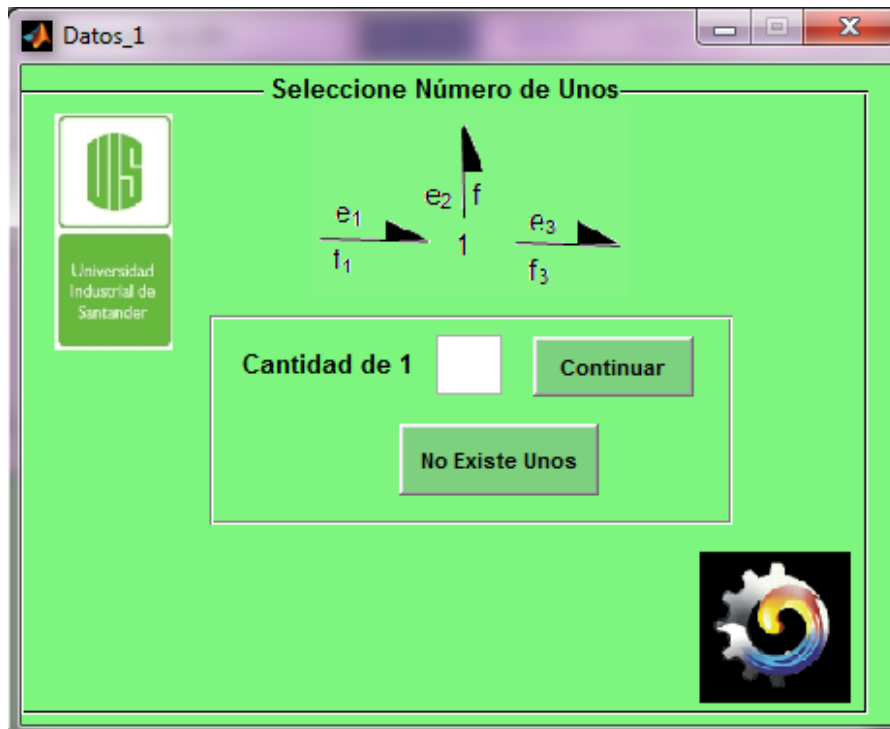 Datos_1
Seleccione Número de Unos
UIS
Universidad
Industrial de
Santander
e₂ f
e₁ e₃
1
f₁ f₃
Cantidad de 1
Continuar
No Existe Unos